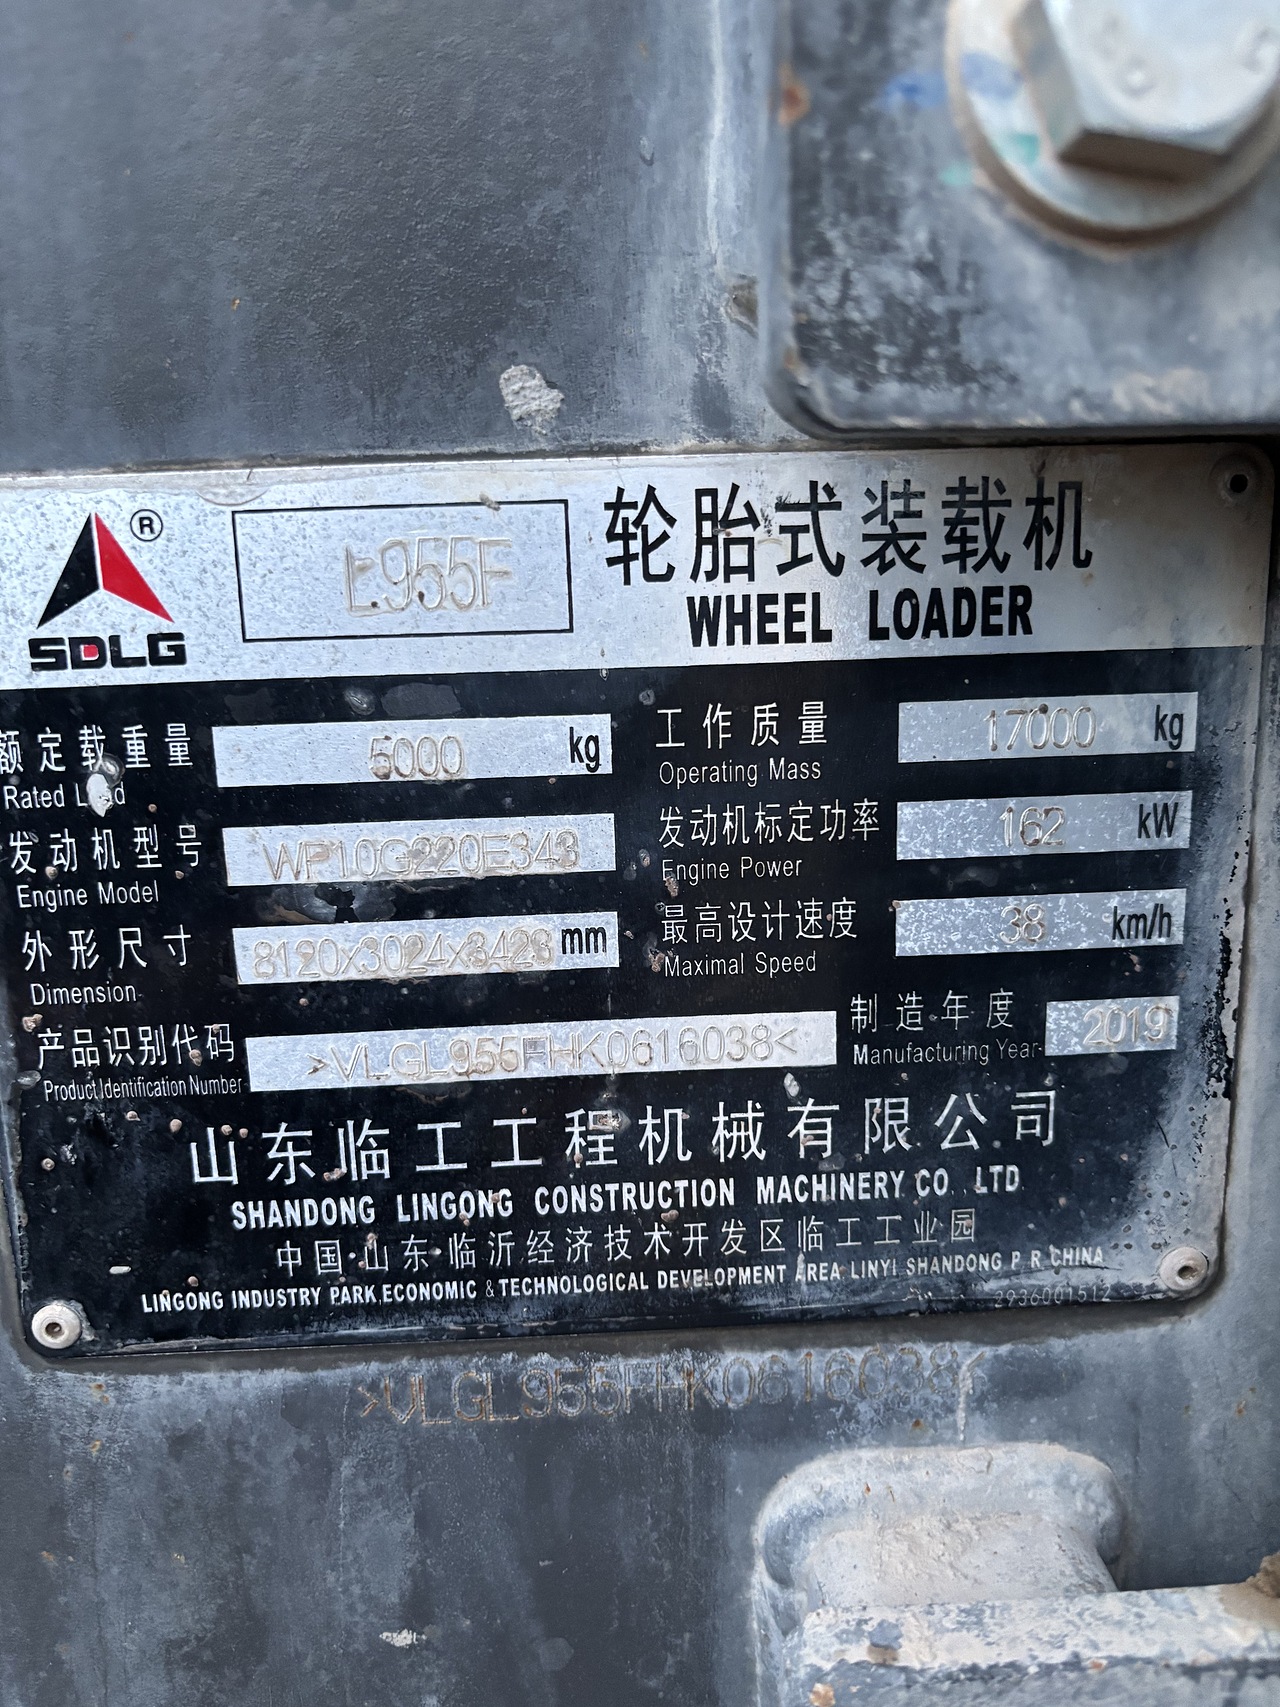 ®
SDLG
L955F
轮胎式装载机
WHEEL LOADER
额定载重量 5000 kg
Rated Load
工作质量 17000 kg
Operating Mass
发动机型号 WP10G220E343
Engine Model
发动机标定功率 162 kW
Engine Power
外形尺寸 8120x3024x3423 mm
Dimension
最高设计速度 38 km/h
Maximal Speed
产品识别代码 >VLGL955FHK0616038<
Product Identification Number
制造年度 2019
Manufacturing Year
山东临工工程机械有限公司
SHANDONG LINGONG CONSTRUCTION MACHINERY CO., LTD.
中国·山东·临沂经济技术开发区临工工业园
LINGONG INDUSTRY PARK,ECONOMIC & TECHNOLOGICAL DEVELOPMENT AREA LINYI SHANDONG P R CHINA
2936001512
>VLGL955FHK0616038<